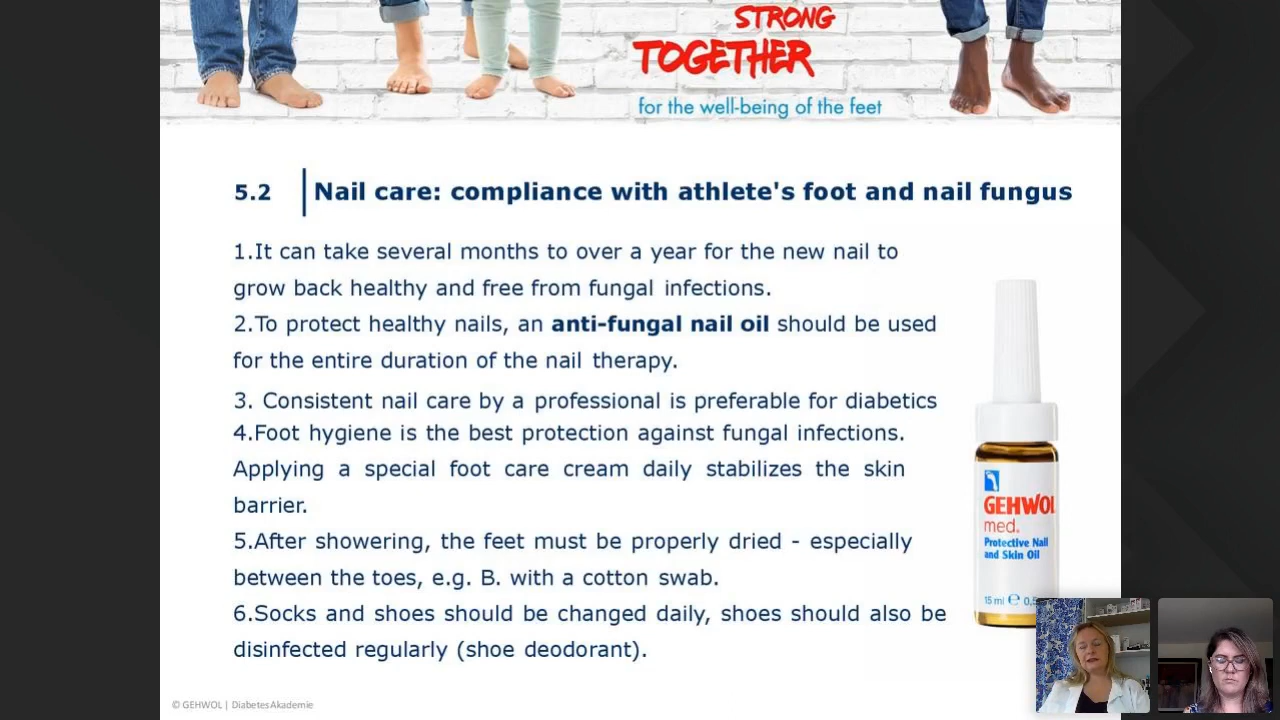 STRONG
TOGETHER
for the well-being of the feet
5.2 Nail care: compliance with athlete's foot and nail fungus
1.It can take several months to over a year for the new nail to
grow back healthy and free from fungal infections.
2.To protect healthy nails, an anti-fungal nail oil should be used
for the entire duration of the nail therapy.
3. Consistent nail care by a professional is preferable for diabetics
4.Foot hygiene is the best protection against fungal infections.
Applying a special foot care cream daily stabilizes the skin
barrier.
5.After showering, the feet must be properly dried - especially
between the toes, e.g. B. with a cotton swab.
6.Socks and shoes should be changed daily, shoes should also be
disinfected regularly (shoe deodorant).
GEHWOL
med.
Protective Nail
and Skin Oil
15 ml ℮ 0,5
© GEHWOL | DiabetesAkademie